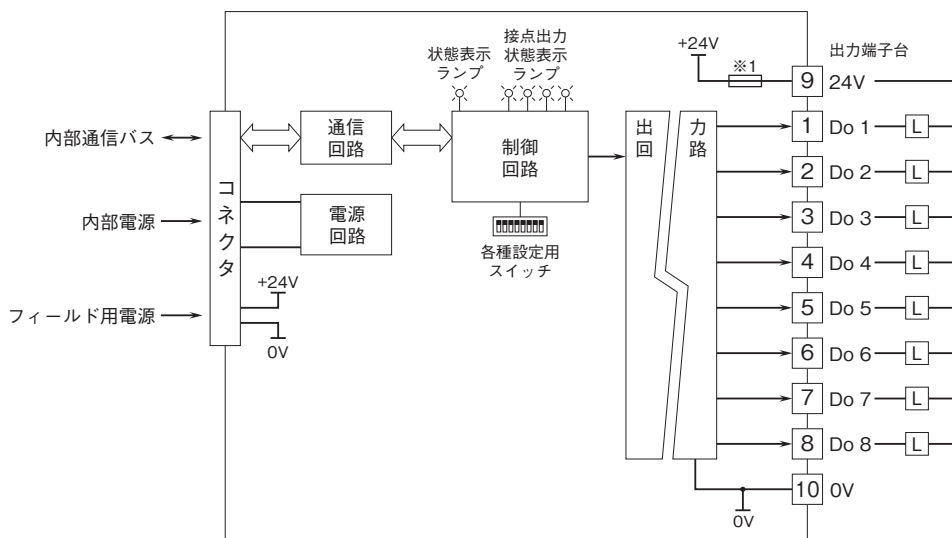 接点出力
状態表示
ランプ
状態表示
ランプ
+24V
※1
出力端子台
9
24V
内部通信バス
通信
回路
制御
回路
出力
回路
1
Do 1
L
2
Do 2
L
内部電源
コネクタ
電源
回路
各種設定用
スイッチ
3
Do 3
L
4
Do 4
L
フィールド用電源
+24V
0V
5
Do 5
L
6
Do 6
L
7
Do 7
L
8
Do 8
L
10
0V
0V